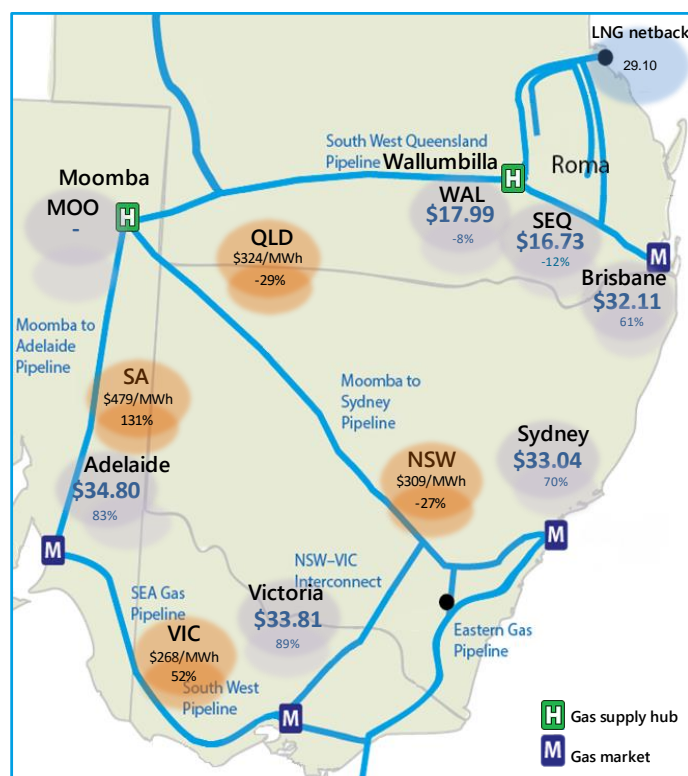 LNG netback
29.10
South West Queensland
Pipeline
Wallumbilla
H
Roma
Moomba
MOO
-
H
WAL
$17.99
-8%
SEQ
$16.73
-12%
QLD
$324/MWh
-29%
M
Brisbane
$32.11
61%
Moomba to
Adelaide
Pipeline
SA
$479/MWh
131%
Moomba to
Sydney
Pipeline
Adelaide
$34.80
83%
NSW
$309/MWh
-27%
Sydney
$33.04
70%
M
M
NSW–VIC
Interconnect
SEA Gas
Pipeline
Victoria
$33.81
89%
VIC
$268/MWh
52%
South West
Pipeline
Eastern Gas
Pipeline
M
H Gas supply hub
M Gas market